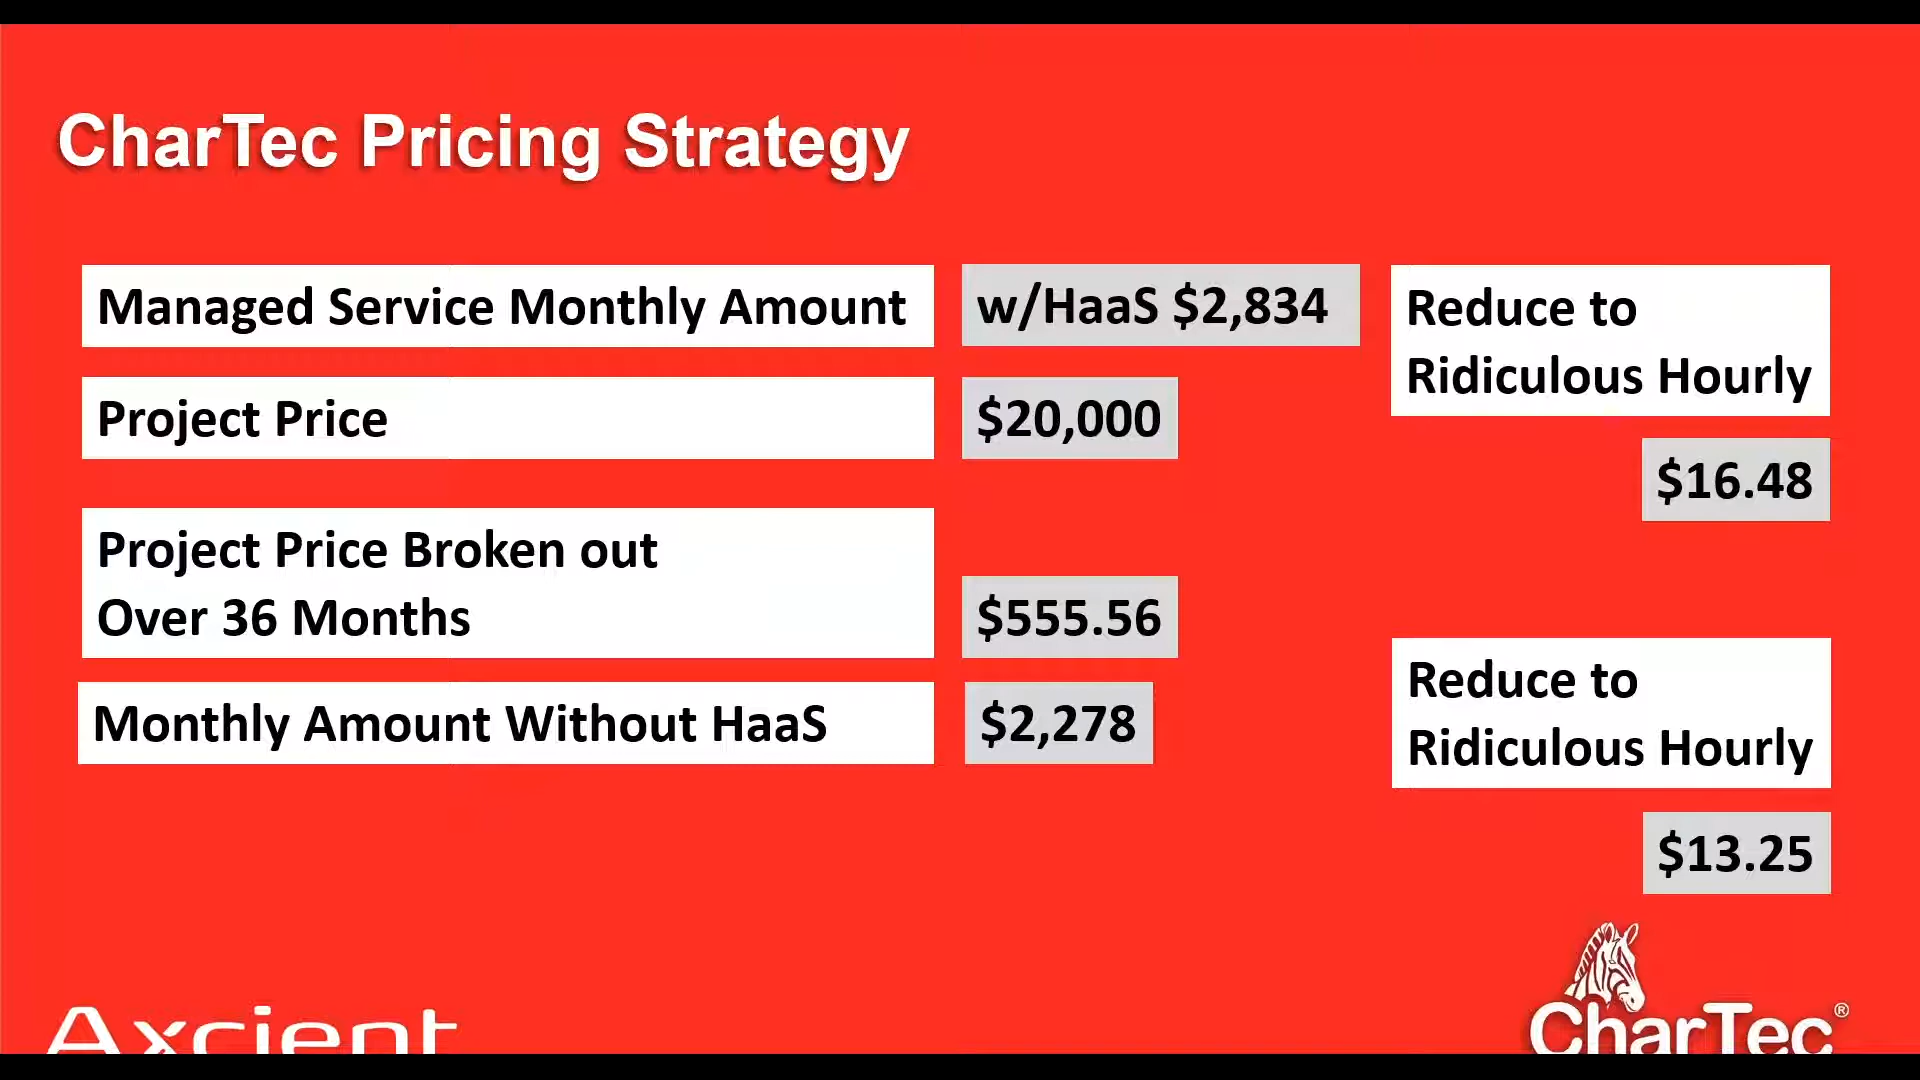 CharTec Pricing Strategy
Managed Service Monthly Amount
w/HaaS $2,834
Project Price
$20,000
Project Price Broken out
Over 36 Months
$555.56
Monthly Amount Without HaaS
$2,278
Reduce to
Ridiculous Hourly
$16.48
Reduce to
Ridiculous Hourly
$13.25
Axcient
CharTec®